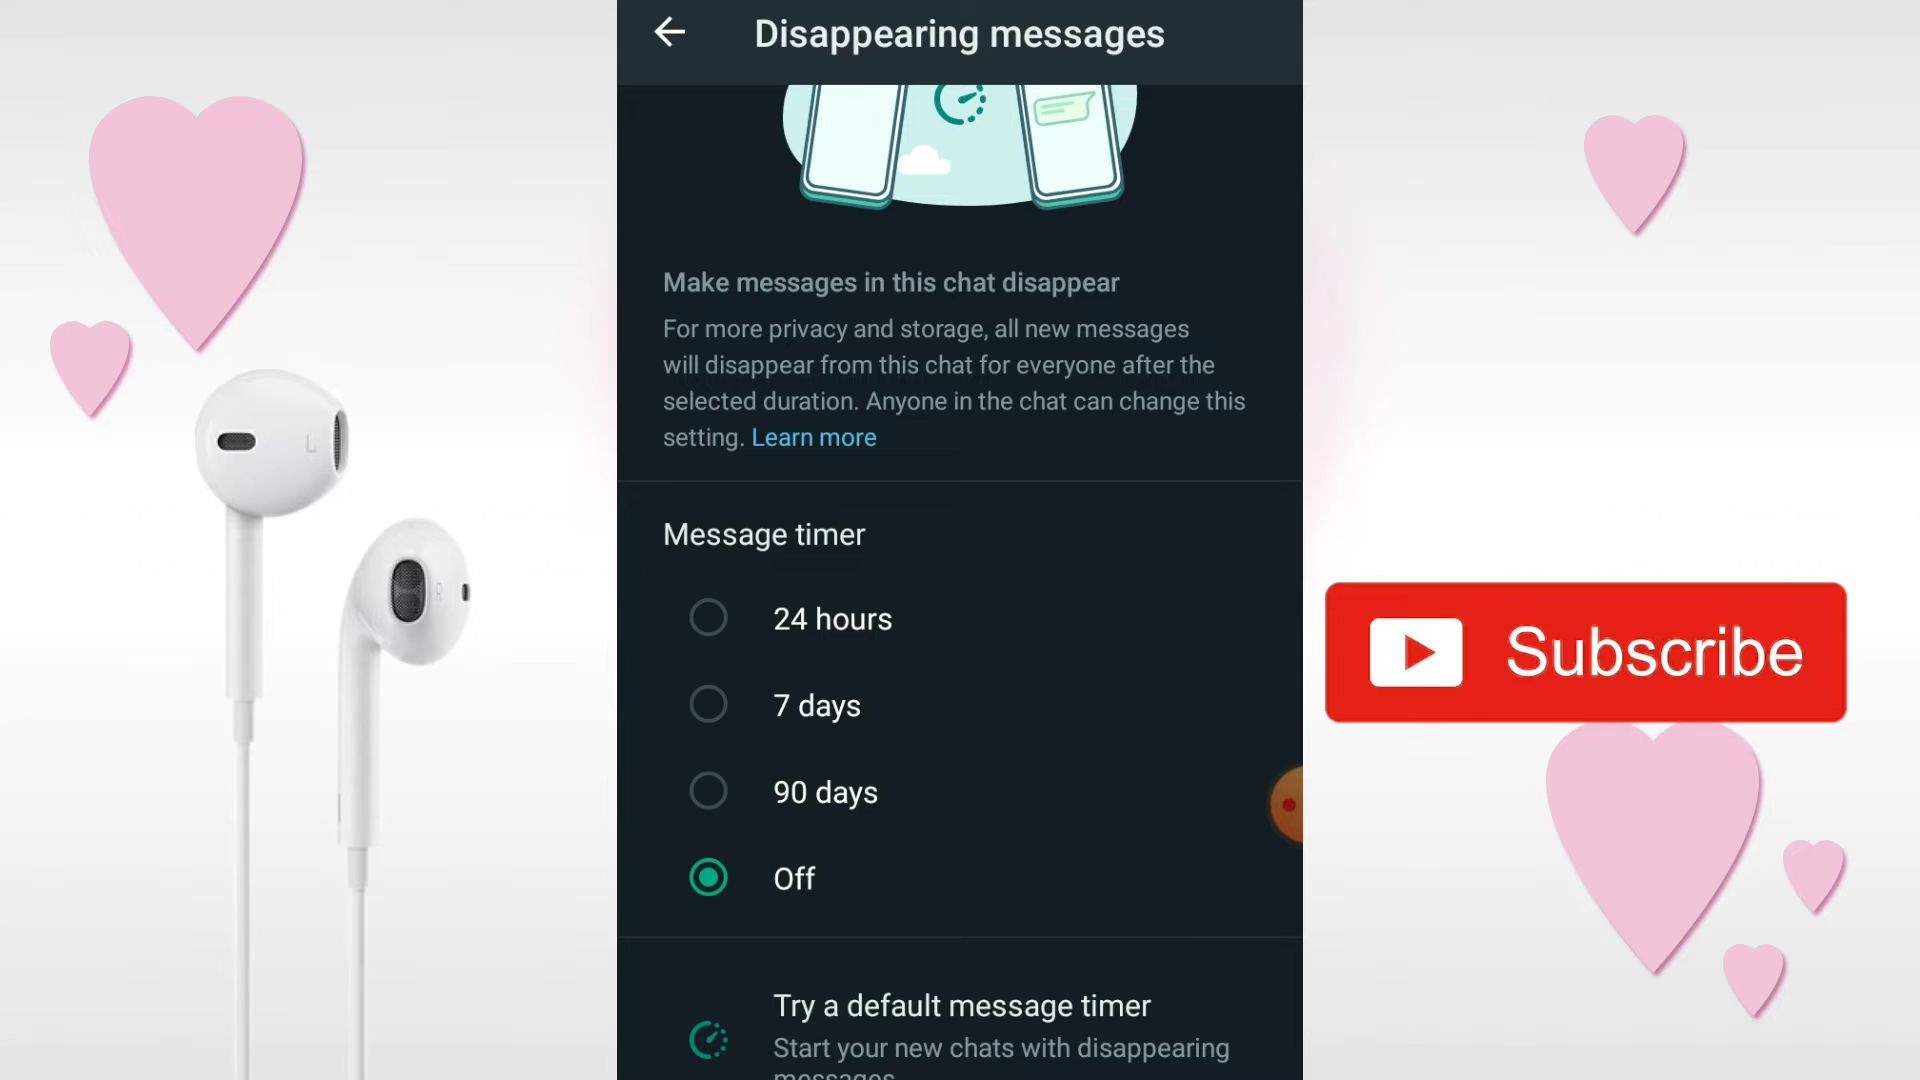 Disappearing messages
Make messages in this chat disappear
For more privacy and storage, all new messages
will disappear from this chat for everyone after the
selected duration. Anyone in the chat can change this
setting. Learn more
Message timer
24 hours
7 days
90 days
Off
Try a default message timer
Start your new chats with disappearing
messages
L
R
Subscribe